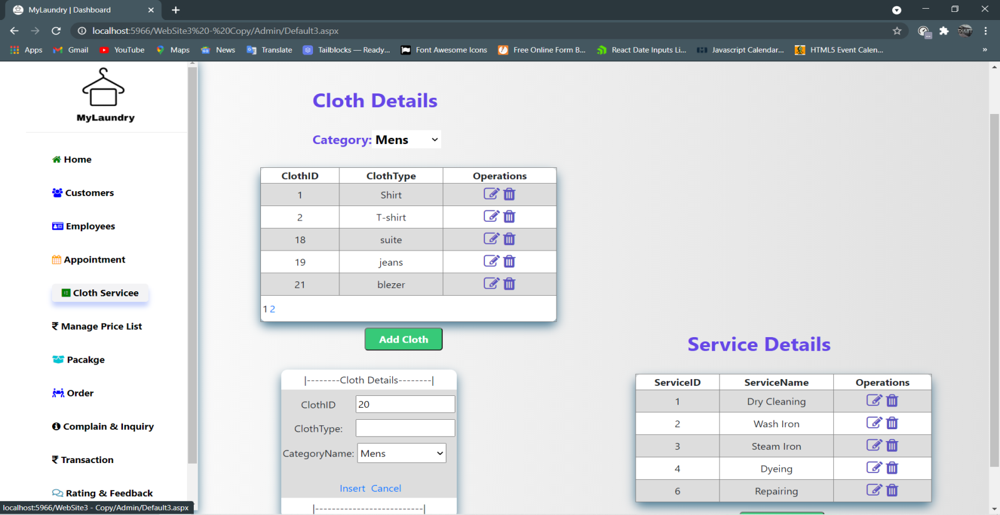 MyLaundry | Dashboard
localhost:5966/WebSite3%20-%20Copy/Admin/Default3.aspx
Apps Gmail YouTube Maps News Translate Tailblocks — Ready... Font Awesome Icons Free Online Form B... React Date Inputs Li... Javascript Calendar... HTML5 Event Calen... »
MyLaundry
Home
Customers
Employees
Appointment
Cloth Servicee
₹ Manage Price List
Pacakge
Order
Complain & Inquiry
₹ Transaction
Rating & Feedback
localhost:5966/WebSite3 - Copy/Admin/Default3.aspx
Cloth Details
Category: Mens
ClothID ClothType Operations
1 Shirt
2 T-shirt
18 suite
19 jeans
21 blezer
1 2
Add Cloth
|--------Cloth Details--------|
ClothID 20
ClothType:
CategoryName: Mens
Insert Cancel
|-------------------------|
Service Details
ServiceID ServiceName Operations
1 Dry Cleaning
2 Wash Iron
3 Steam Iron
4 Dyeing
6 Repairing